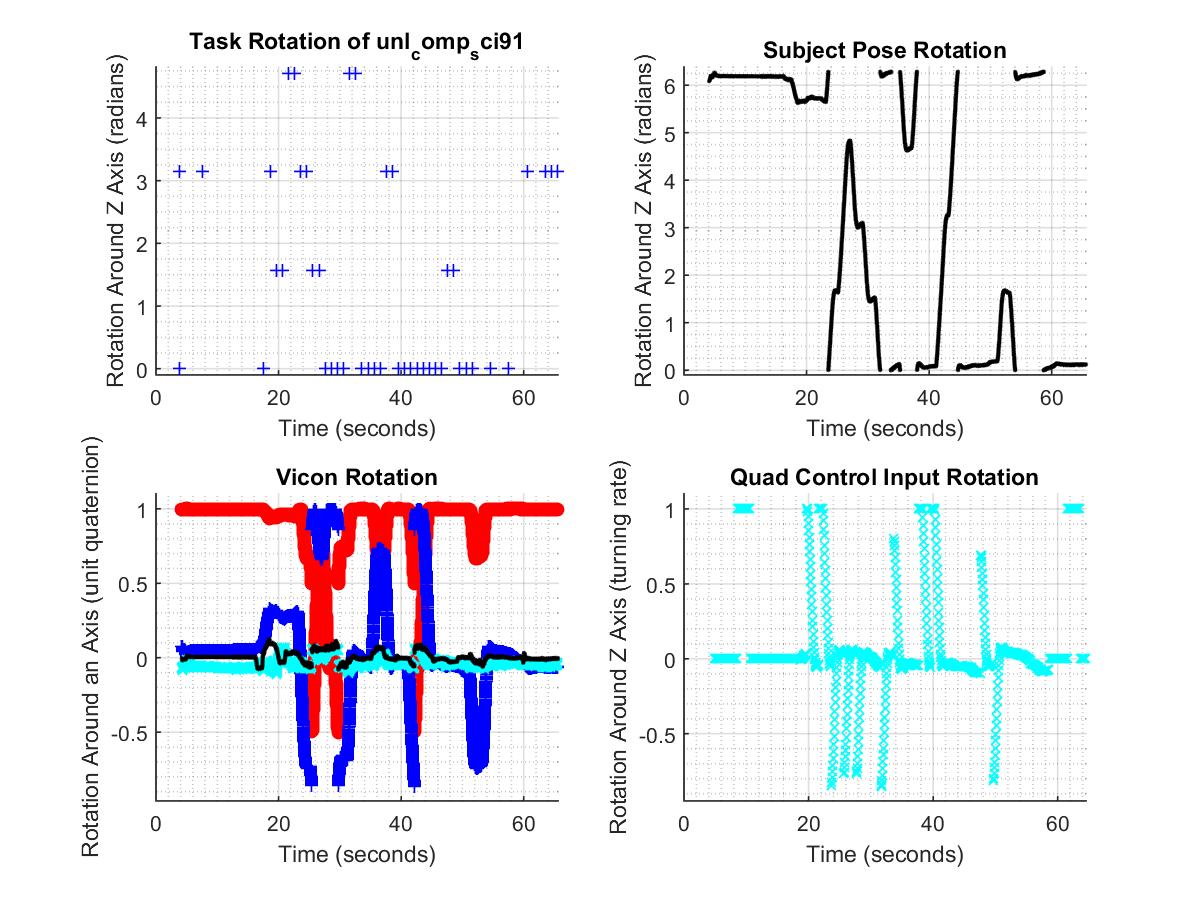 Task Rotation of unlcompsci91
Rotation Around Z Axis (radians)
4
3
2
1
0
0 20 40 60
Time (seconds)
Subject Pose Rotation
Rotation Around Z Axis (radians)
6
5
4
3
2
1
0
0 20 40 60
Time (seconds)
Vicon Rotation
Rotation Around an Axis (unit quaternion)
1
0.5
0
-0.5
0 20 40 60
Time (seconds)
Quad Control Input Rotation
Rotation Around Z Axis (turning rate)
1
0.5
0
-0.5
0 20 40 60
Time (seconds)